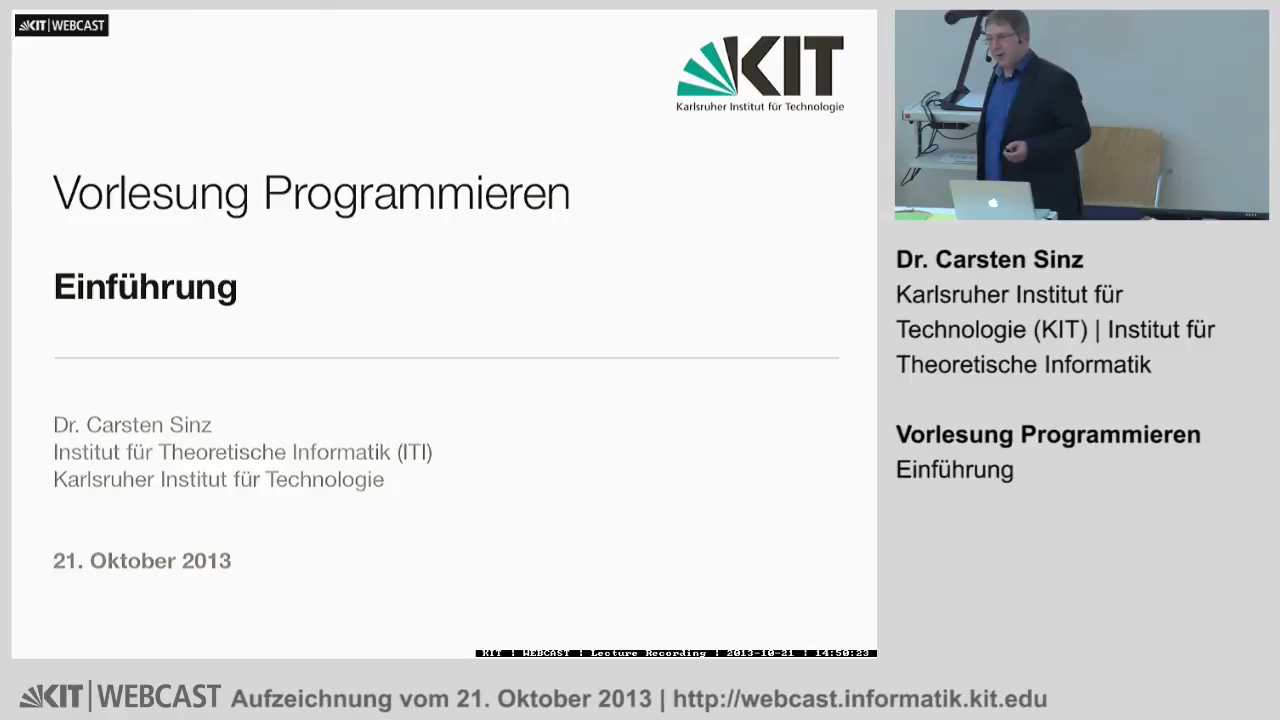 KIT | WEBCAST
KIT
Karlsruher Institut für Technologie
Vorlesung Programmieren
Einführung
Dr. Carsten Sinz
Institut für Theoretische Informatik (ITI)
Karlsruher Institut für Technologie
21. Oktober 2013
KIT | WEBCAST | Lecture Recording | 2013-10-21 | 14:50:23
Dr. Carsten Sinz
Karlsruher Institut für
Technologie (KIT) | Institut für
Theoretische Informatik
Vorlesung Programmieren
Einführung
KIT | WEBCAST Aufzeichnung vom 21. Oktober 2013 | http://webcast.informatik.kit.edu